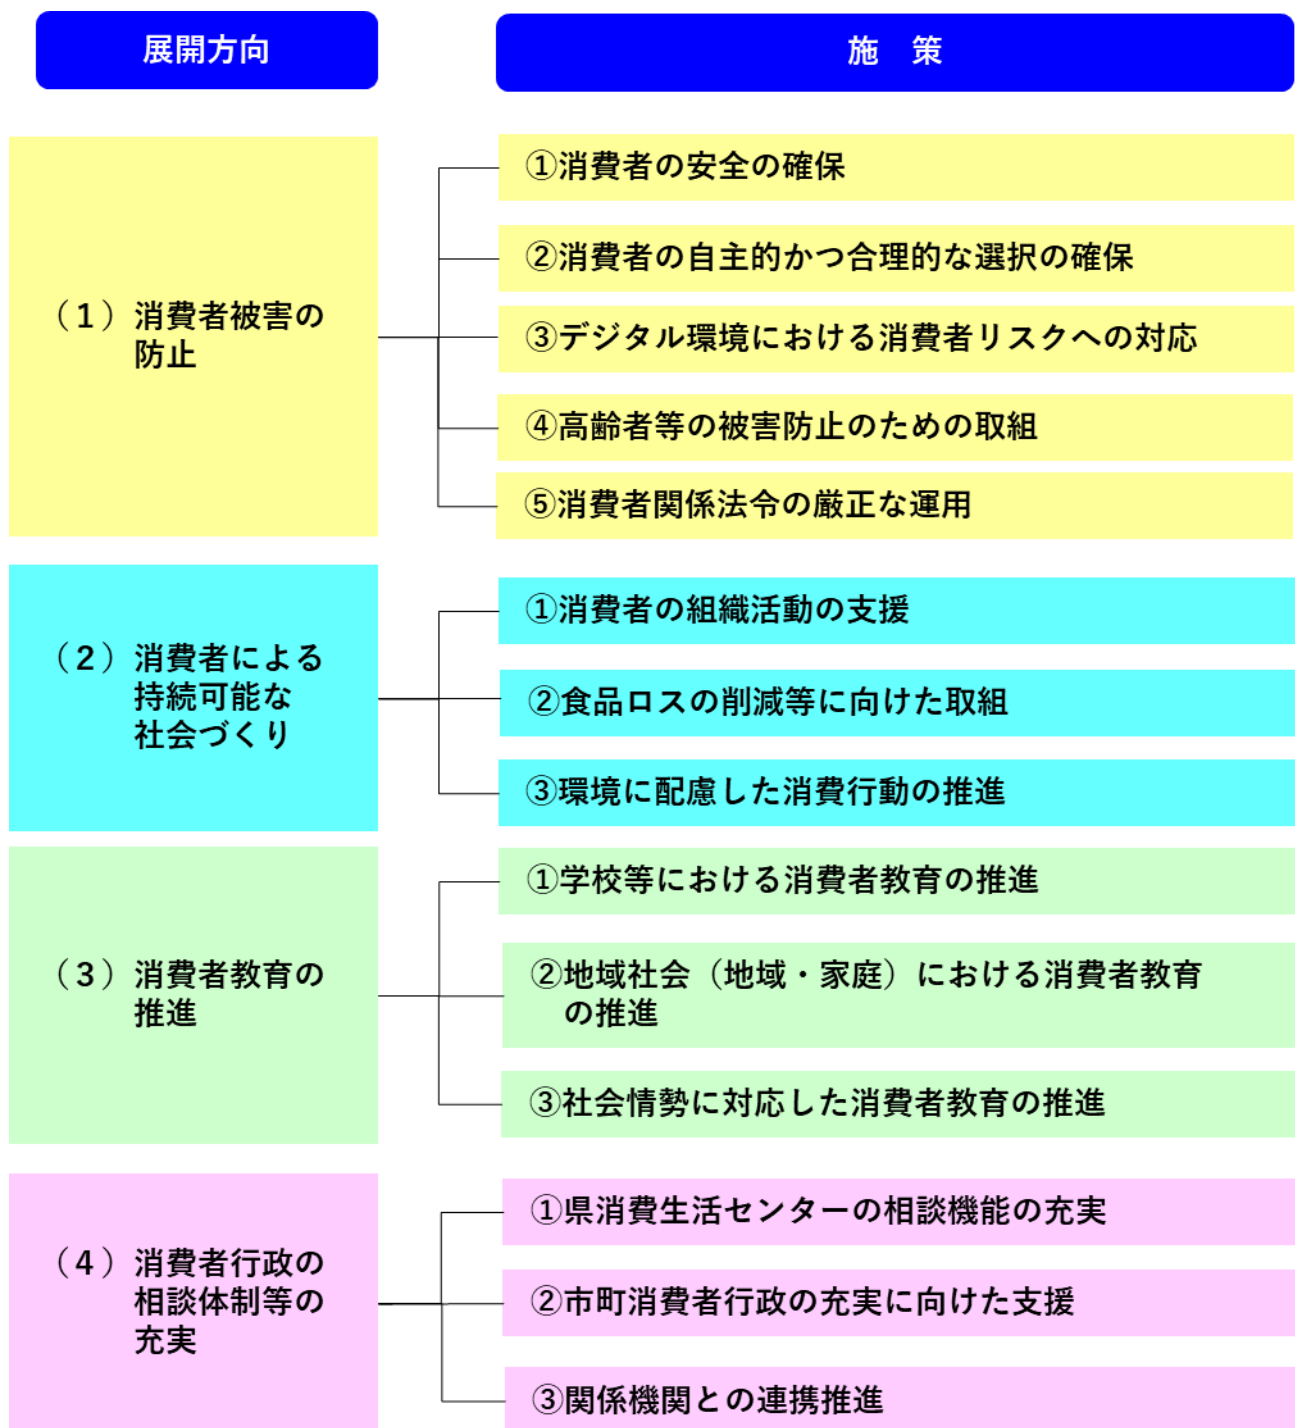 展開方向
施　策
（１）消費者被害の
防止
①消費者の安全の確保
②消費者の自主的かつ合理的な選択の確保
③デジタル環境における消費者リスクへの対応
④高齢者等の被害防止のための取組
⑤消費者関係法令の厳正な運用
（２）消費者による
持続可能な
社会づくり
①消費者の組織活動の支援
②食品ロスの削減等に向けた取組
③環境に配慮した消費行動の推進
（３）消費者教育の
推進
①学校等における消費者教育の推進
②地域社会（地域・家庭）における消費者教育
の推進
③社会情勢に対応した消費者教育の推進
（４）消費者行政の
相談体制等の
充実
①県消費生活センターの相談機能の充実
②市町消費者行政の充実に向けた支援
③関係機関との連携推進